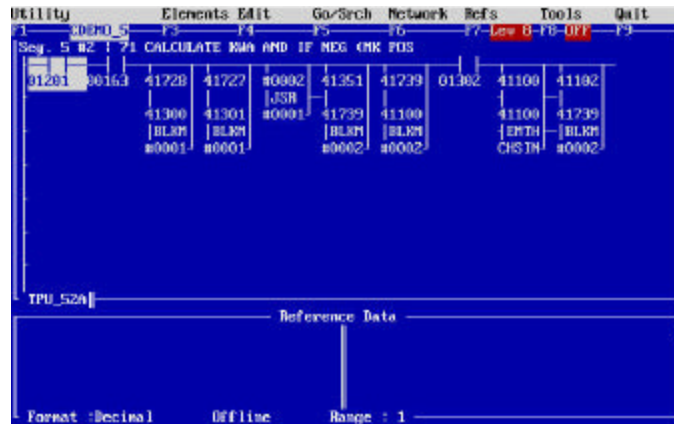 Utility Elements Edit Go/Srch Network Refs Tools Quit
F1 CDEMO_5 F3 F4 F5 F6 F7-Lev 8-F8-OFF-F9
Seg. 5 #2 | 71 CALCULATE KWA AND IF NEG CMK POS
01201 00163 41728 41727 #0002 41351 41739 01302 41100 41102
JSR
41300 41301 #0001 41739 41100 41100 41739
BLKM BLKM BLKM BLKM EMTH BLKM
#0001 #0001 #0002 #0002 CHSIN #0002
TPU_52A
Reference Data
Format :Decimal Offline Range : 1